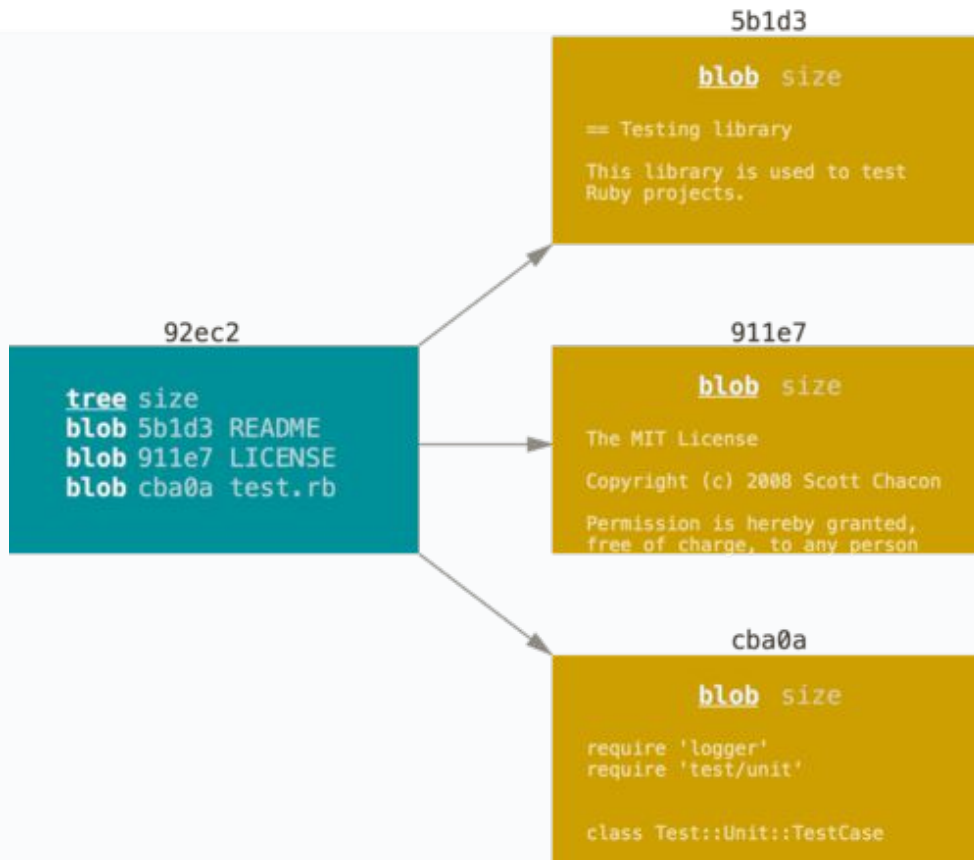 5b1d3
blob size
== Testing library
This library is used to test
Ruby projects.
92ec2
tree size
blob 5b1d3 README
blob 911e7 LICENSE
blob cba0a test.rb
911e7
blob size
The MIT License
Copyright (c) 2008 Scott Chacon
Permission is hereby granted,
free of charge, to any person
cba0a
blob size
require 'logger'
require 'test/unit'
class Test::Unit::TestCase